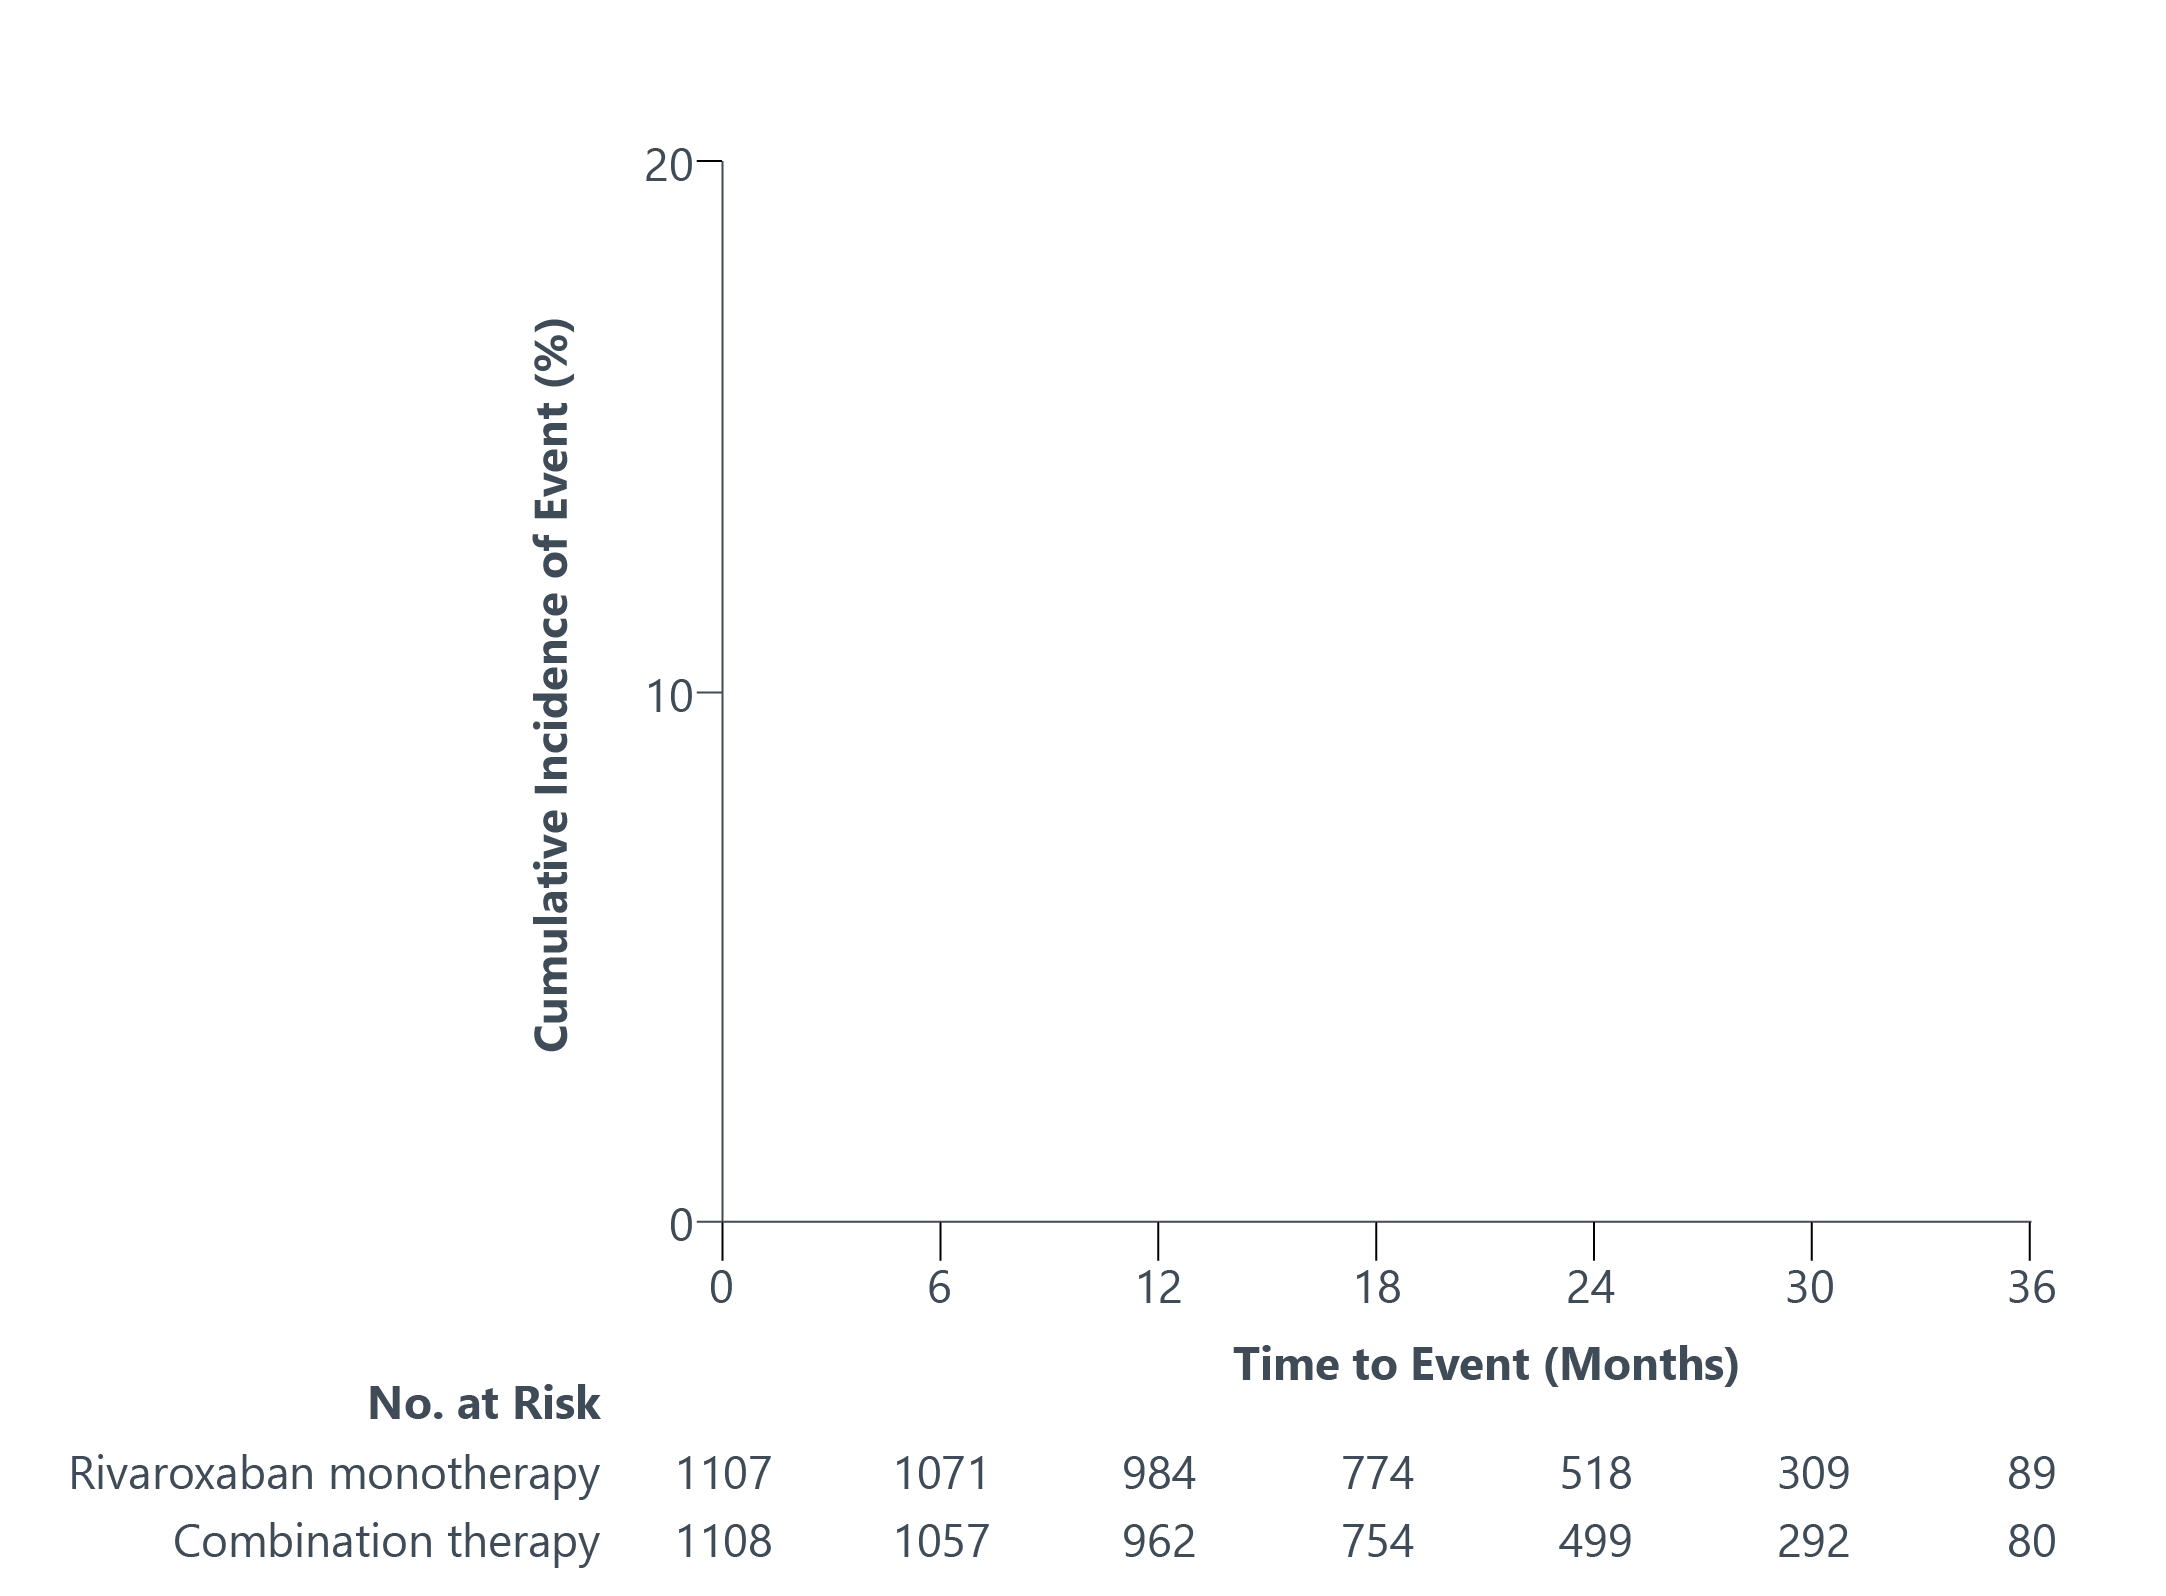 20
10
0
Cumulative Incidence of Event (%)
0 6 12 18 24 30 36
Time to Event (Months)
No. at Risk
Rivaroxaban monotherapy 1107 1071 984 774 518 309 89
Combination therapy 1108 1057 962 754 499 292 80